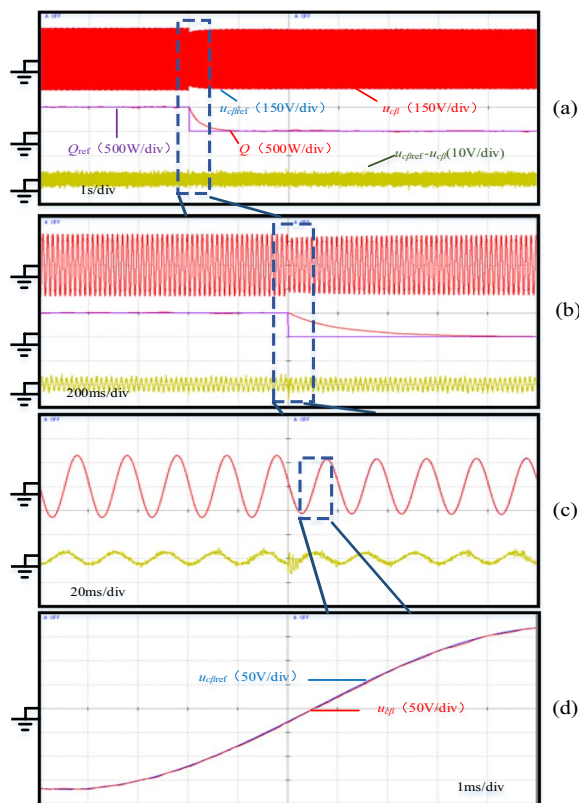 u_cβref (150V/div) u_cβ (150V/div)
(a)
Q_ref (500W/div) Q (500W/div)
u_cβref-u_cβ(10V/div)
1s/div
(b)
200ms/div
(c)
20ms/div
u_cβref (50V/div)
u_cβ (50V/div)
(d)
1ms/div